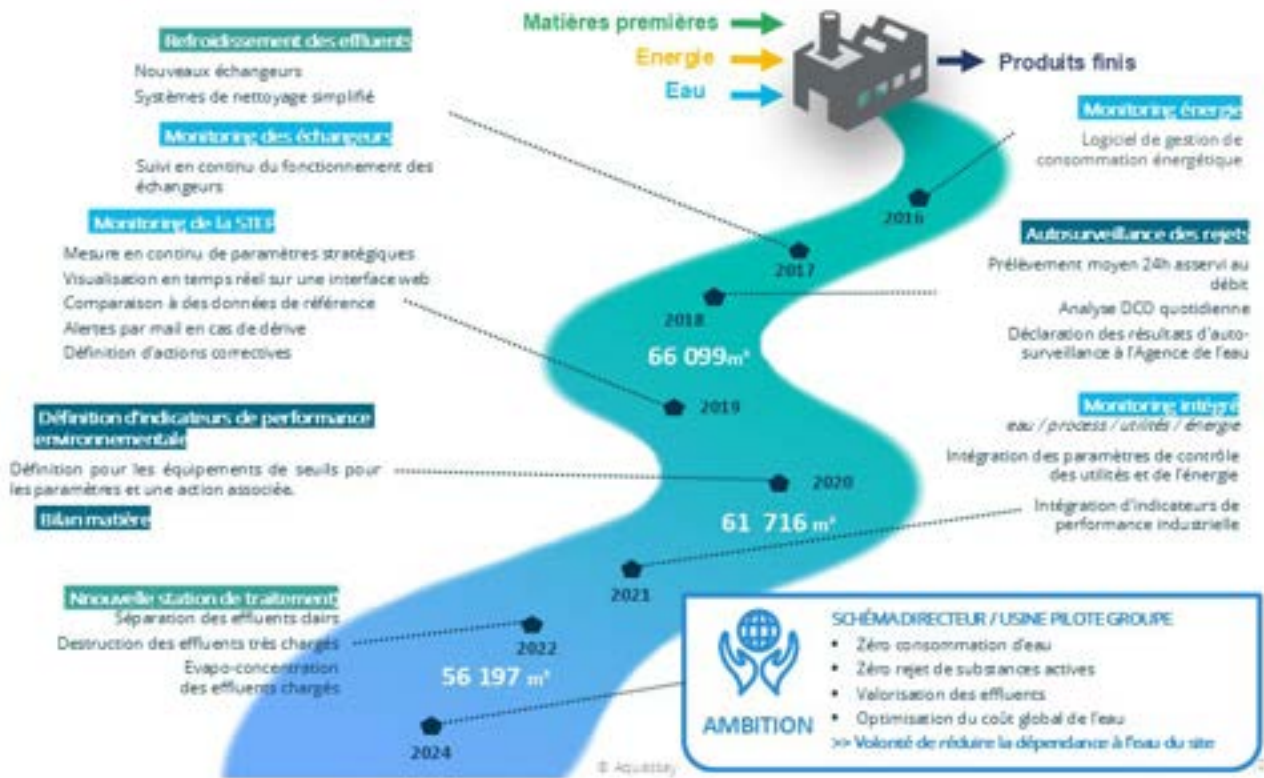 Matières premières
Energie
Eau
Produits finis
Refroidissement des effluents
Nouveaux échangeurs
Systèmes de nettoyage simplifié
Monitoring des échangeurs
Suivi en continu du fonctionnement des
échangeurs
Monitoring de la STEP
Mesure en continu de paramètres stratégiques
Visualisation en temps réel sur une interface web
Comparaison à des données de référence
Alertes par mail en cas de dérive
Définition d'actions correctives
Définition d'indicateurs de performance
environnementale
Définition pour les équipements de seuils pour
les paramètres et une action associée.
Bilan matière
Nnouvelle station de traitement
Séparation des effluents clairs
Destruction des effluents très chargés
Evapo-concentration
des effluents chargés
Monitoring énergie
Logiciel de gestion de
consommation énergétique
Autosurveillance des rejets
Prélèvement moyen 24h asservi au
débit
Analyse DCO quotidienne
Déclaration des résultats d'auto-
surveillance à l'Agence de l'eau
Monitoring intégré
eau / process / utilités / énergie
Intégration des paramètres de contrôle
des utilités et de l'énergie
Intégration d'indicateurs de
performance industrielle
2016
2017
2018
66 099 m³
2019
2020
61 716 m³
2021
2022
56 197 m³
2024
AMBITION
SCHÉMA DIRECTEUR / USINE PILOTE GROUPE
• Zéro consommation d'eau
• Zéro rejet de substances actives
• Valorisation des effluents
• Optimisation du coût global de l'eau
>> Volonté de réduire la dépendance à l'eau du site